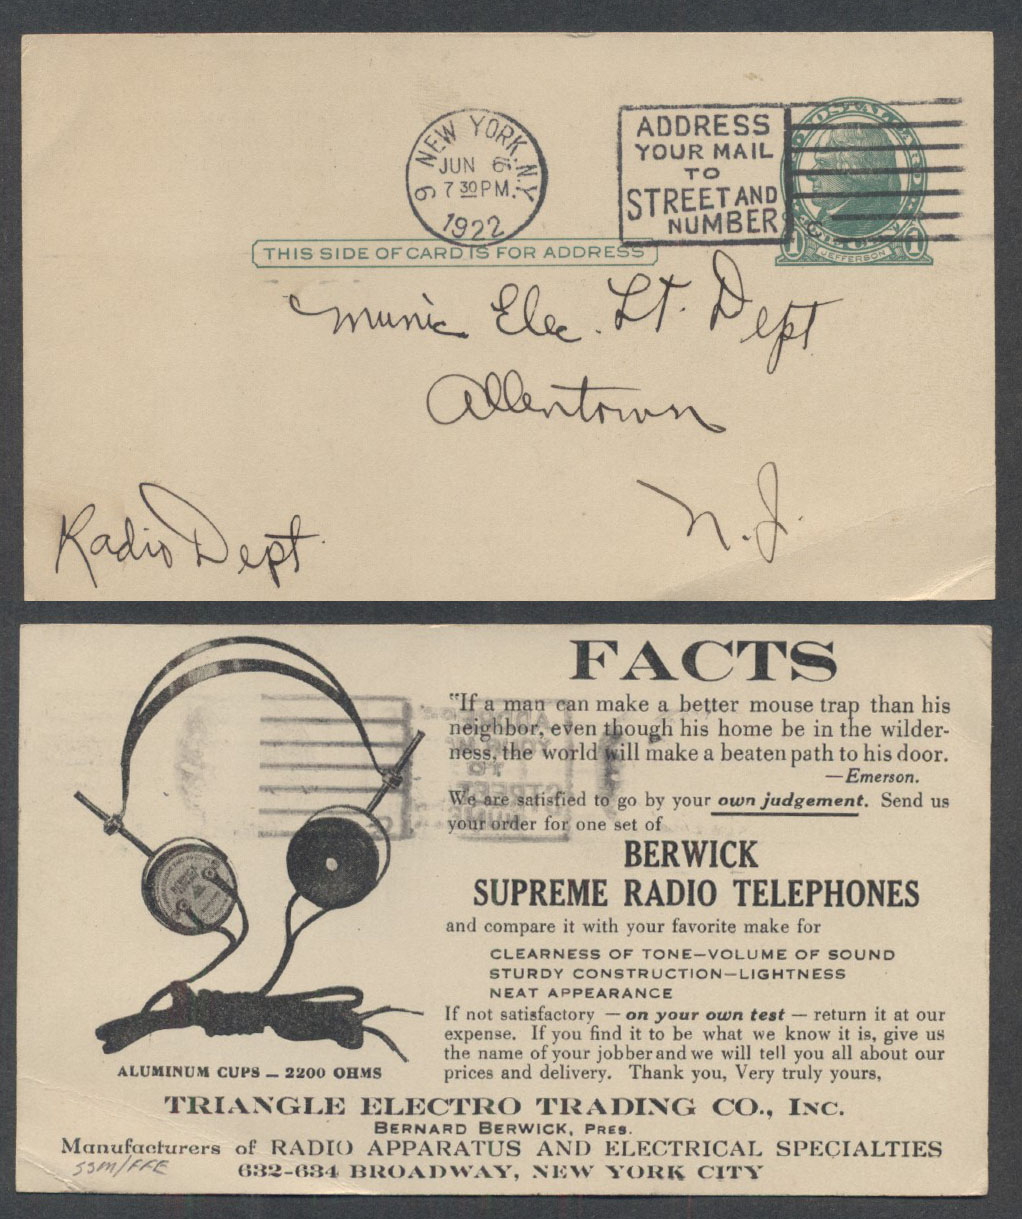 NEW YORK, N.Y. 9
JUN 6
7 30 PM.
1922
ADDRESS
YOUR MAIL
TO
STREET AND
NUMBER
POSTAL CARD
1 JEFFERSON 1
THIS SIDE OF CARD IS FOR ADDRESS
Munic Elec. Lt. Dept
Allentown
N.J.
Radio Dept.
FACTS
"If a man can make a better mouse trap than his
neighbor, even though his home be in the wilder-
ness, the world will make a beaten path to his door.
—Emerson.
We are satisfied to go by your own judgement. Send us
your order for one set of
BERWICK
SUPREME RADIO TELEPHONES
and compare it with your favorite make for
CLEARNESS OF TONE—VOLUME OF SOUND
STURDY CONSTRUCTION—LIGHTNESS
NEAT APPEARANCE
If not satisfactory — on your own test — return it at our
expense. If you find it to be what we know it is, give us
the name of your jobber and we will tell you all about our
prices and delivery. Thank you, Very truly yours,
ALUMINUM CUPS — 2200 OHMS
TRIANGLE ELECTRO TRADING CO., INC.
BERNARD BERWICK, PRES.
Manufacturers of RADIO APPARATUS AND ELECTRICAL SPECIALTIES
632-634 BROADWAY, NEW YORK CITY
SSM/FFE